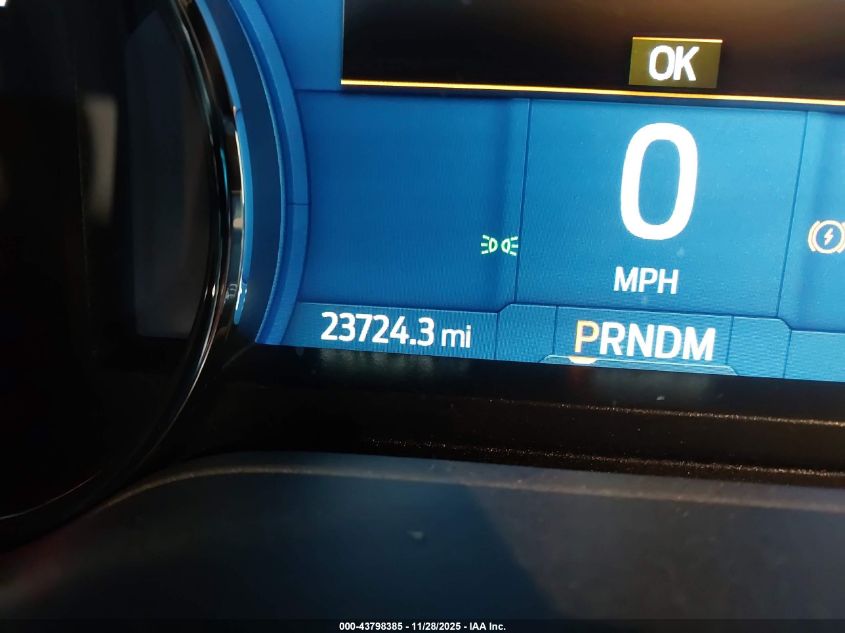 OK
0
MPH
23724.3 mi
PRNDM
000-43798385 - 11/28/2025 - IAA Inc.